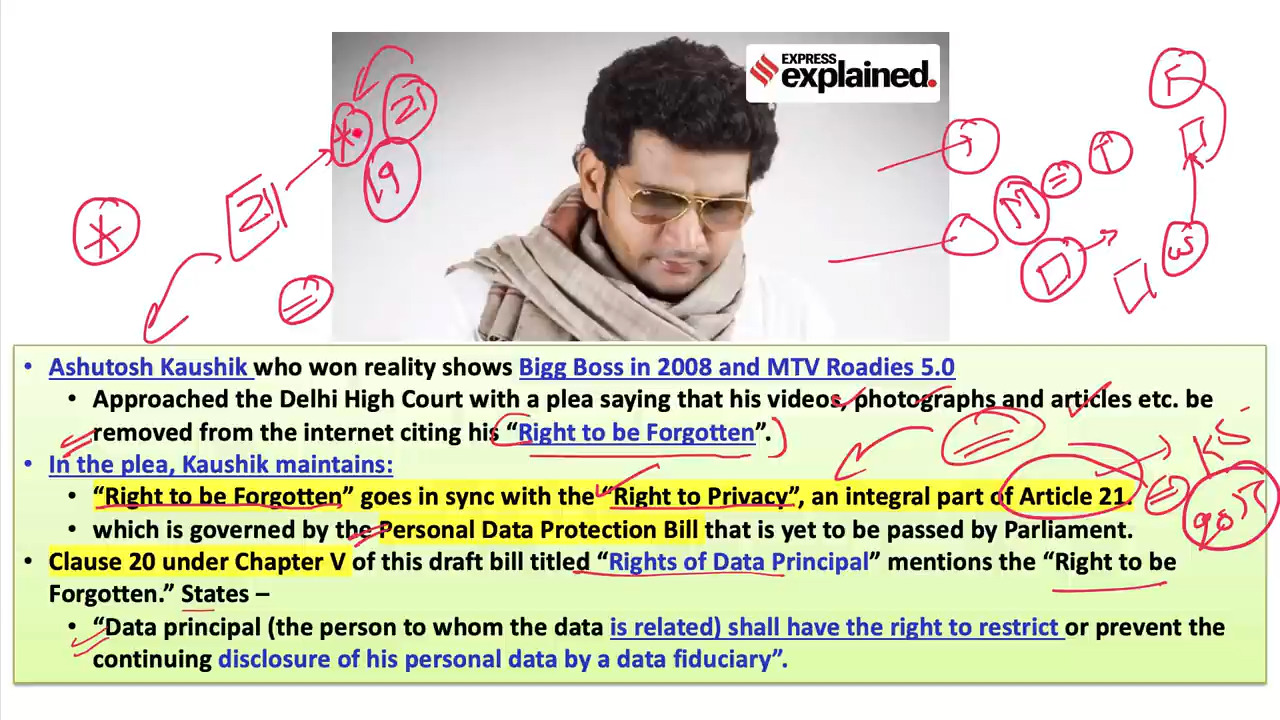 EXPRESS
explained.
21
19
21
M
T
• Ashutosh Kaushik who won reality shows Bigg Boss in 2008 and MTV Roadies 5.0
• Approached the Delhi High Court with a plea saying that his videos, photographs and articles etc. be
removed from the internet citing his “Right to be Forgotten”.
• In the plea, Kaushik maintains:
• “Right to be Forgotten” goes in sync with the “Right to Privacy”, an integral part of Article 21.
• which is governed by the Personal Data Protection Bill that is yet to be passed by Parliament.
• Clause 20 under Chapter V of this draft bill titled “Rights of Data Principal” mentions the “Right to be
Forgotten.” States –
• “Data principal (the person to whom the data is related) shall have the right to restrict or prevent the
continuing disclosure of his personal data by a data fiduciary”.